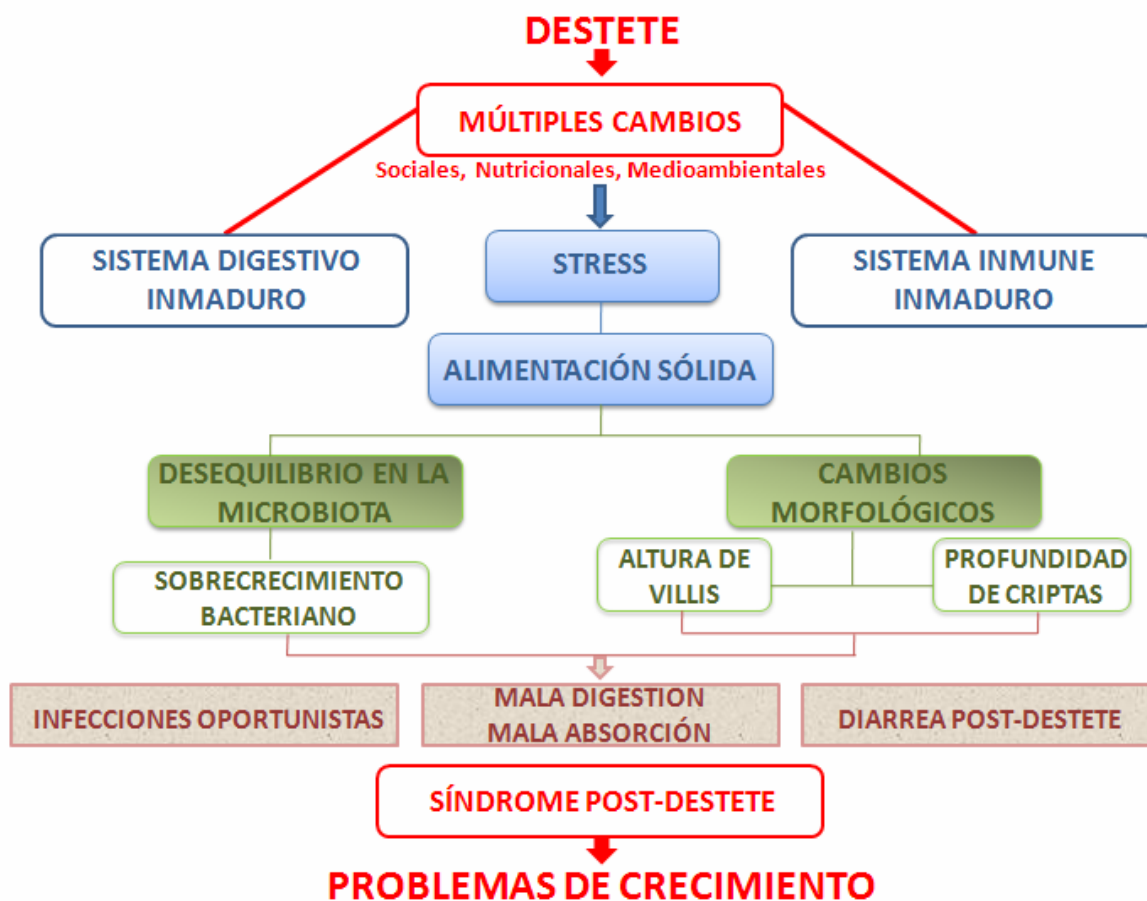 DESTETE
MÚLTIPLES CAMBIOS
Sociales, Nutricionales, Medioambientales
SISTEMA DIGESTIVO
INMADURO
STRESS
SISTEMA INMUNE
INMADURO
ALIMENTACIÓN SÓLIDA
DESEQUILIBRIO EN LA
MICROBIOTA
CAMBIOS
MORFOLÓGICOS
SOBRECRECIMIENTO
BACTERIANO
ALTURA DE
VILLIS
PROFUNDIDAD
DE CRIPTAS
INFECCIONES OPORTUNISTAS
MALA DIGESTION
MALA ABSORCIÓN
DIARREA POST-DESTETE
SÍNDROME POST-DESTETE
PROBLEMAS DE CRECIMIENTO